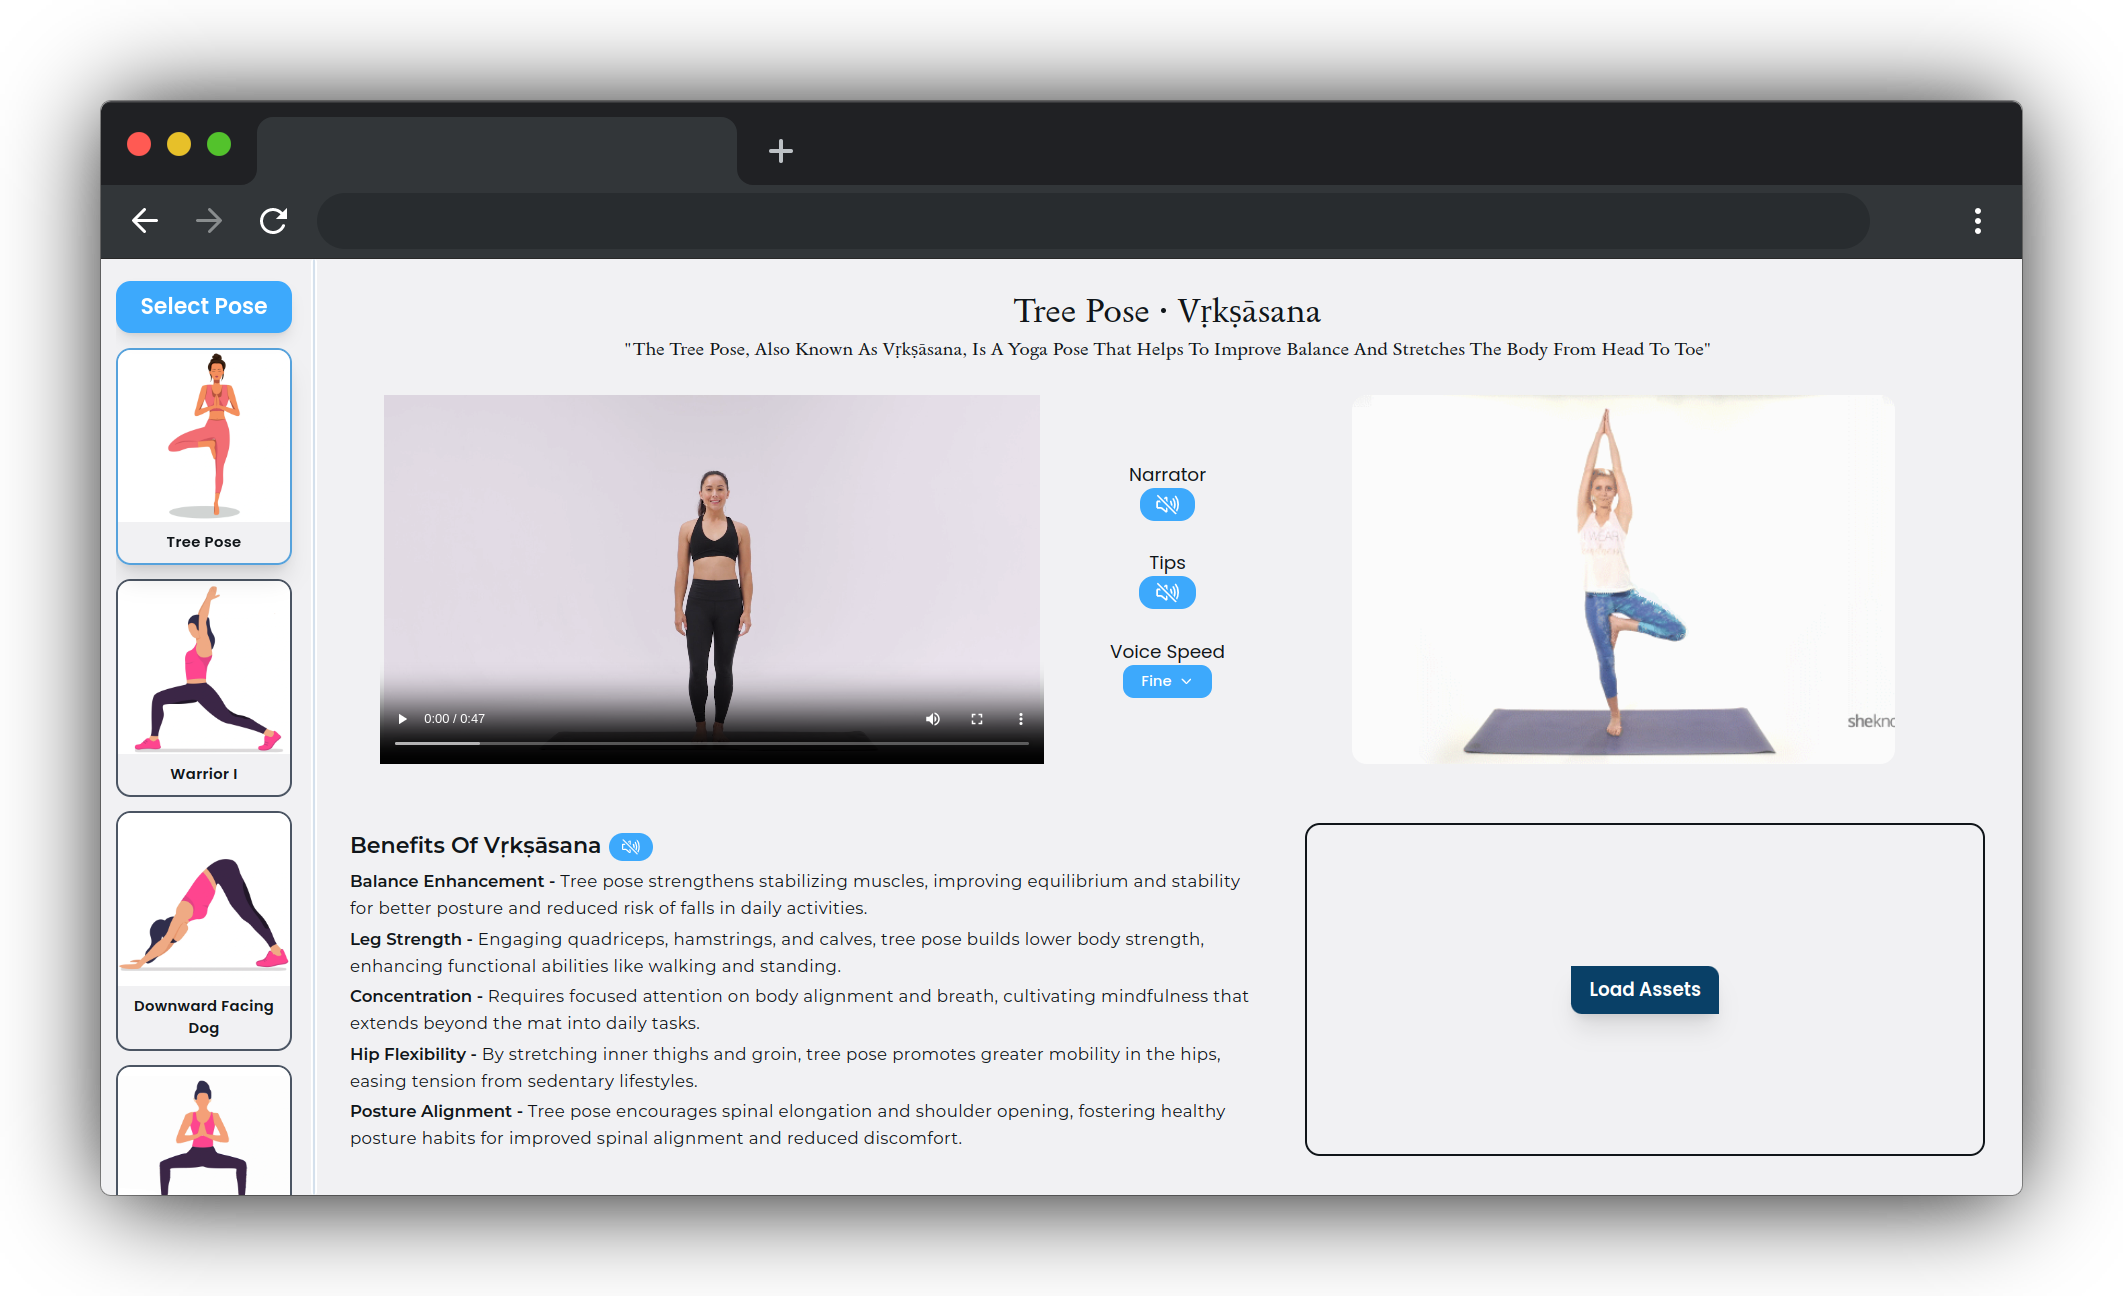 Select Pose
Tree Pose
Warrior I
Downward Facing
Dog
Tree Pose · Vṛkṣāsana
"The Tree Pose, Also Known As Vṛkṣāsana, Is A Yoga Pose That Helps To Improve Balance And Stretches The Body From Head To Toe"
0:00 / 0:47
Narrator
Tips
Voice Speed
Fine
shekno
Benefits Of Vṛkṣāsana
Balance Enhancement - Tree pose strengthens stabilizing muscles, improving equilibrium and stability
for better posture and reduced risk of falls in daily activities.
Leg Strength - Engaging quadriceps, hamstrings, and calves, tree pose builds lower body strength,
enhancing functional abilities like walking and standing.
Concentration - Requires focused attention on body alignment and breath, cultivating mindfulness that
extends beyond the mat into daily tasks.
Hip Flexibility - By stretching inner thighs and groin, tree pose promotes greater mobility in the hips,
easing tension from sedentary lifestyles.
Posture Alignment - Tree pose encourages spinal elongation and shoulder opening, fostering healthy
posture habits for improved spinal alignment and reduced discomfort.
Load Assets